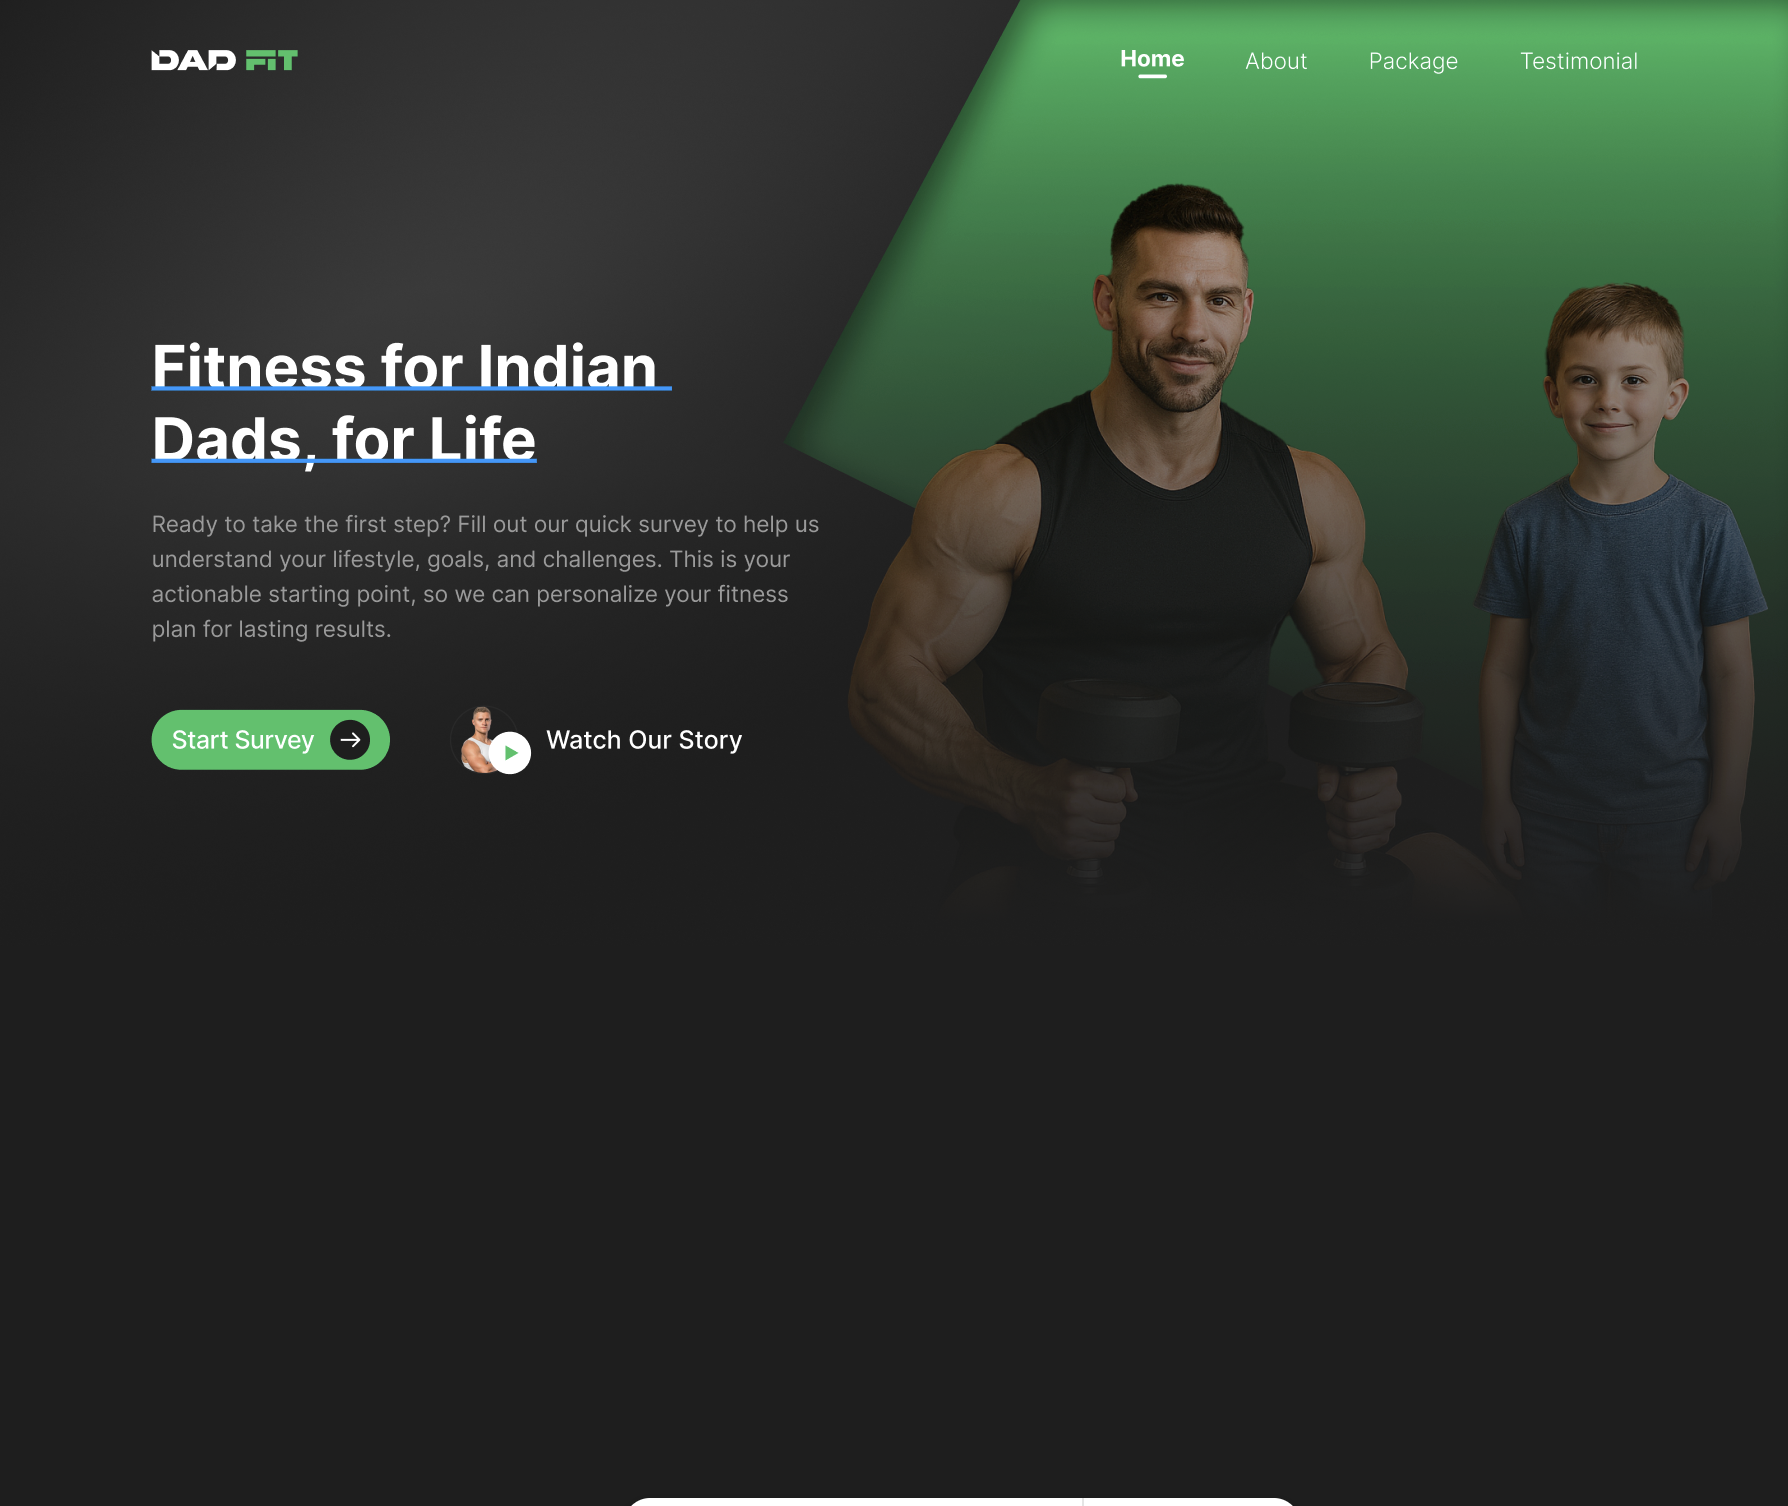 DAD FIT
Home About Package Testimonial
Fitness for Indian
Dads, for Life
Ready to take the first step? Fill out our quick survey to help us
understand your lifestyle, goals, and challenges. This is your
actionable starting point, so we can personalize your fitness
plan for lasting results.
Start Survey
Watch Our Story